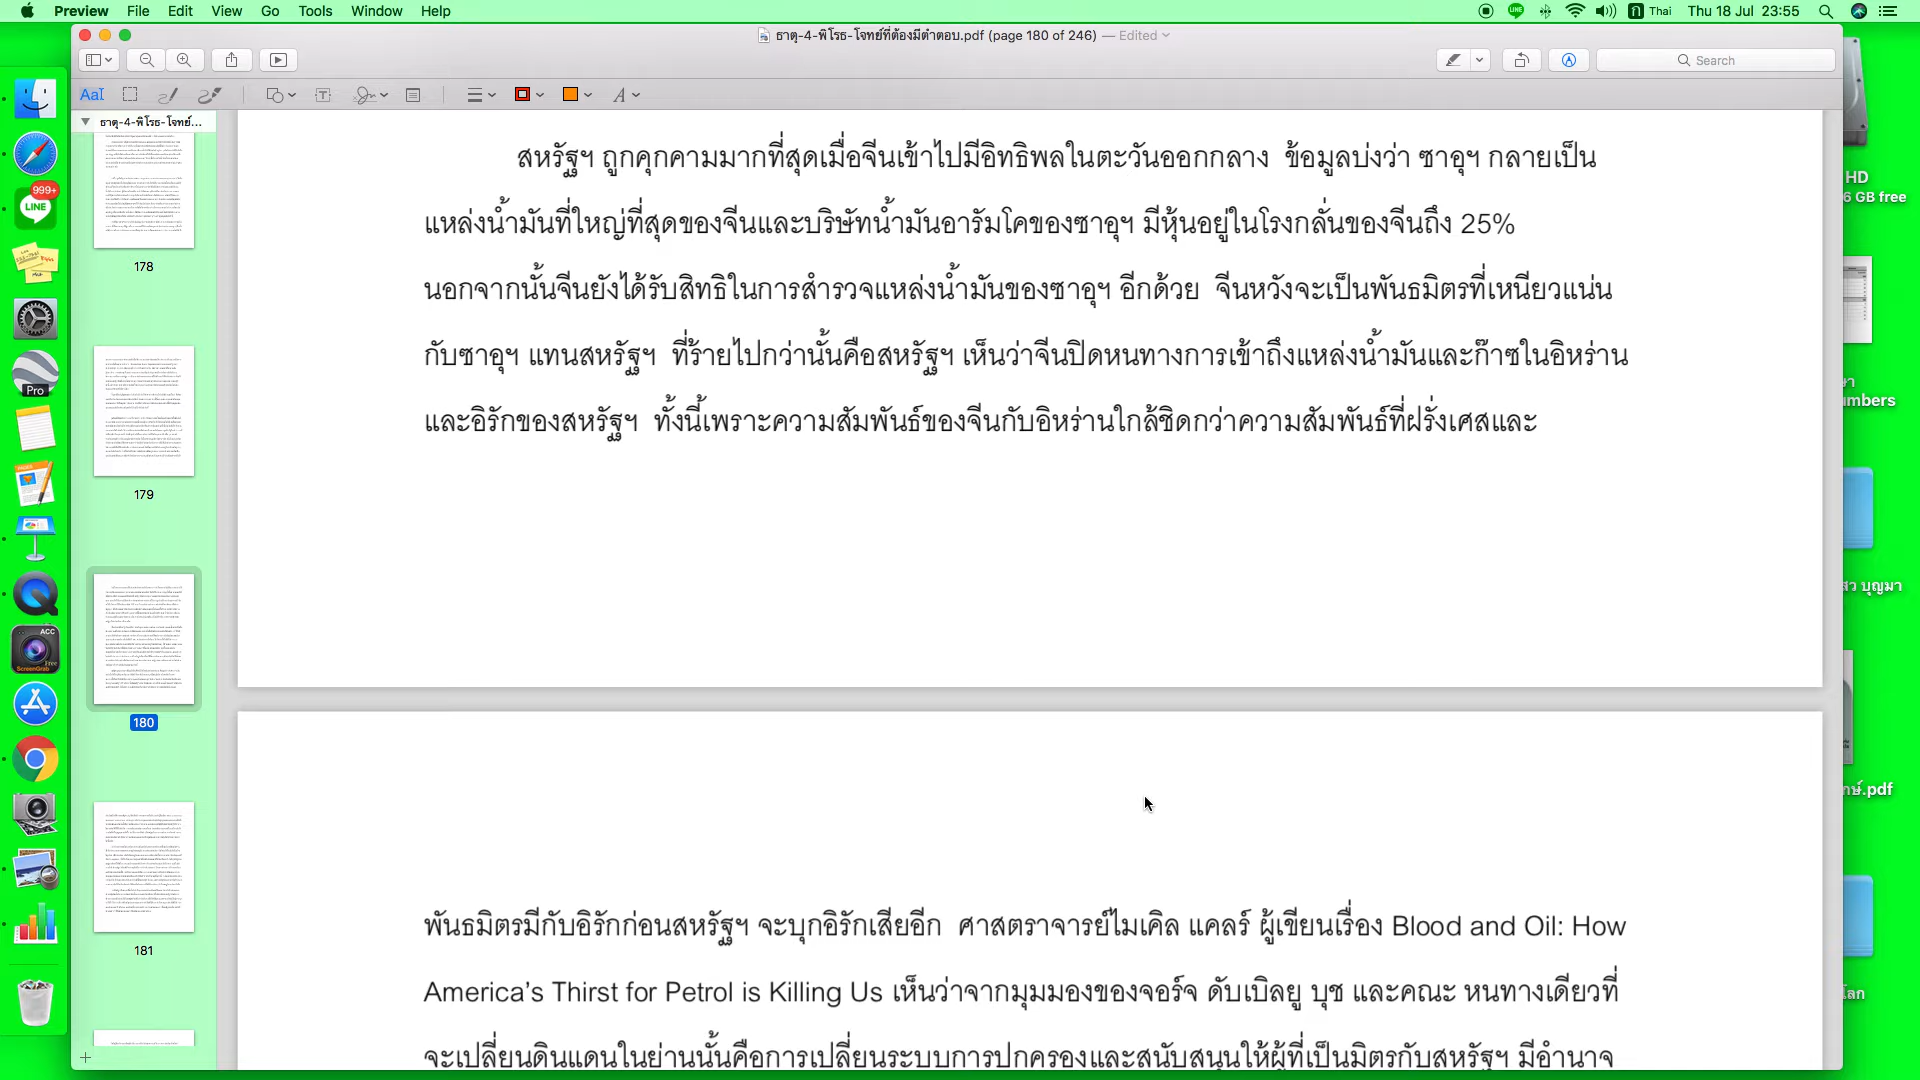 Preview File Edit View Go Tools Window Help
Thai Thu 18 Jul 23:55
ธาตุ-4-พิโรธ-โจทย์ที่ต้องมีคำตอบ.pdf (page 180 of 246) — Edited
Search
ธาตุ-4-พิโรธ-โจทย์...
178
179
180
181
สหรัฐฯ ถูกคุกคามมากที่สุดเมื่อจีนเข้าไปมีอิทธิพลในตะวันออกกลาง ข้อมูลบ่งว่า ซาอุฯ กลายเป็น
แหล่งน้ำมันที่ใหญ่ที่สุดของจีนและบริษัทน้ำมันอารัมโคของซาอุฯ มีหุ้นอยู่ในโรงกลั่นของจีนถึง 25%
นอกจากนั้นจีนยังได้รับสิทธิในการสำรวจแหล่งน้ำมันของซาอุฯ อีกด้วย จีนหวังจะเป็นพันธมิตรที่เหนียวแน่น
กับซาอุฯ แทนสหรัฐฯ ที่ร้ายไปกว่านั้นคือสหรัฐฯ เห็นว่าจีนปิดหนทางการเข้าถึงแหล่งน้ำมันและก๊าซในอิหร่าน
และอิรักของสหรัฐฯ ทั้งนี้เพราะความสัมพันธ์ของจีนกับอิหร่านใกล้ชิดกว่าความสัมพันธ์ที่ฝรั่งเศสและ
พันธมิตรมีกับอิรักก่อนสหรัฐฯ จะบุกอิรักเสียอีก ศาสตราจารย์ไมเคิล แคลร์ ผู้เขียนเรื่อง Blood and Oil: How
America's Thirst for Petrol is Killing Us เห็นว่าจากมุมมองของจอร์จ ดับเบิลยู บุช และคณะ หนทางเดียวที่
จะเปลี่ยนดินแดนในย่านนั้นคือการเปลี่ยนระบบการปกครองและสนับสนุนให้ผู้ที่เป็นมิตรกับสหรัฐฯ มีอำนาจ
999+
LINE
Pro
ACC
Free
ScreenGrab
HD
6 GB free
umbers
บุญมา
.pdf
โลก